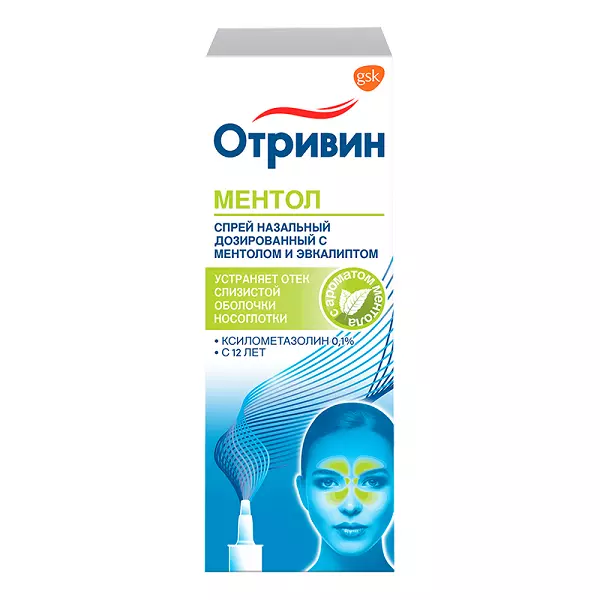 gsk
Отривин
МЕНТОЛ
СПРЕЙ НАЗАЛЬНЫЙ
ДОЗИРОВАННЫЙ С
МЕНТОЛОМ И ЭВКАЛИПТОМ
УСТРАНЯЕТ ОТЕК
СЛИЗИСТОЙ
ОБОЛОЧКИ
НОСОГЛОТКИ
с ароматом ментола
• КСИЛОМЕТАЗОЛИН 0,1%
• С 12 ЛЕТ